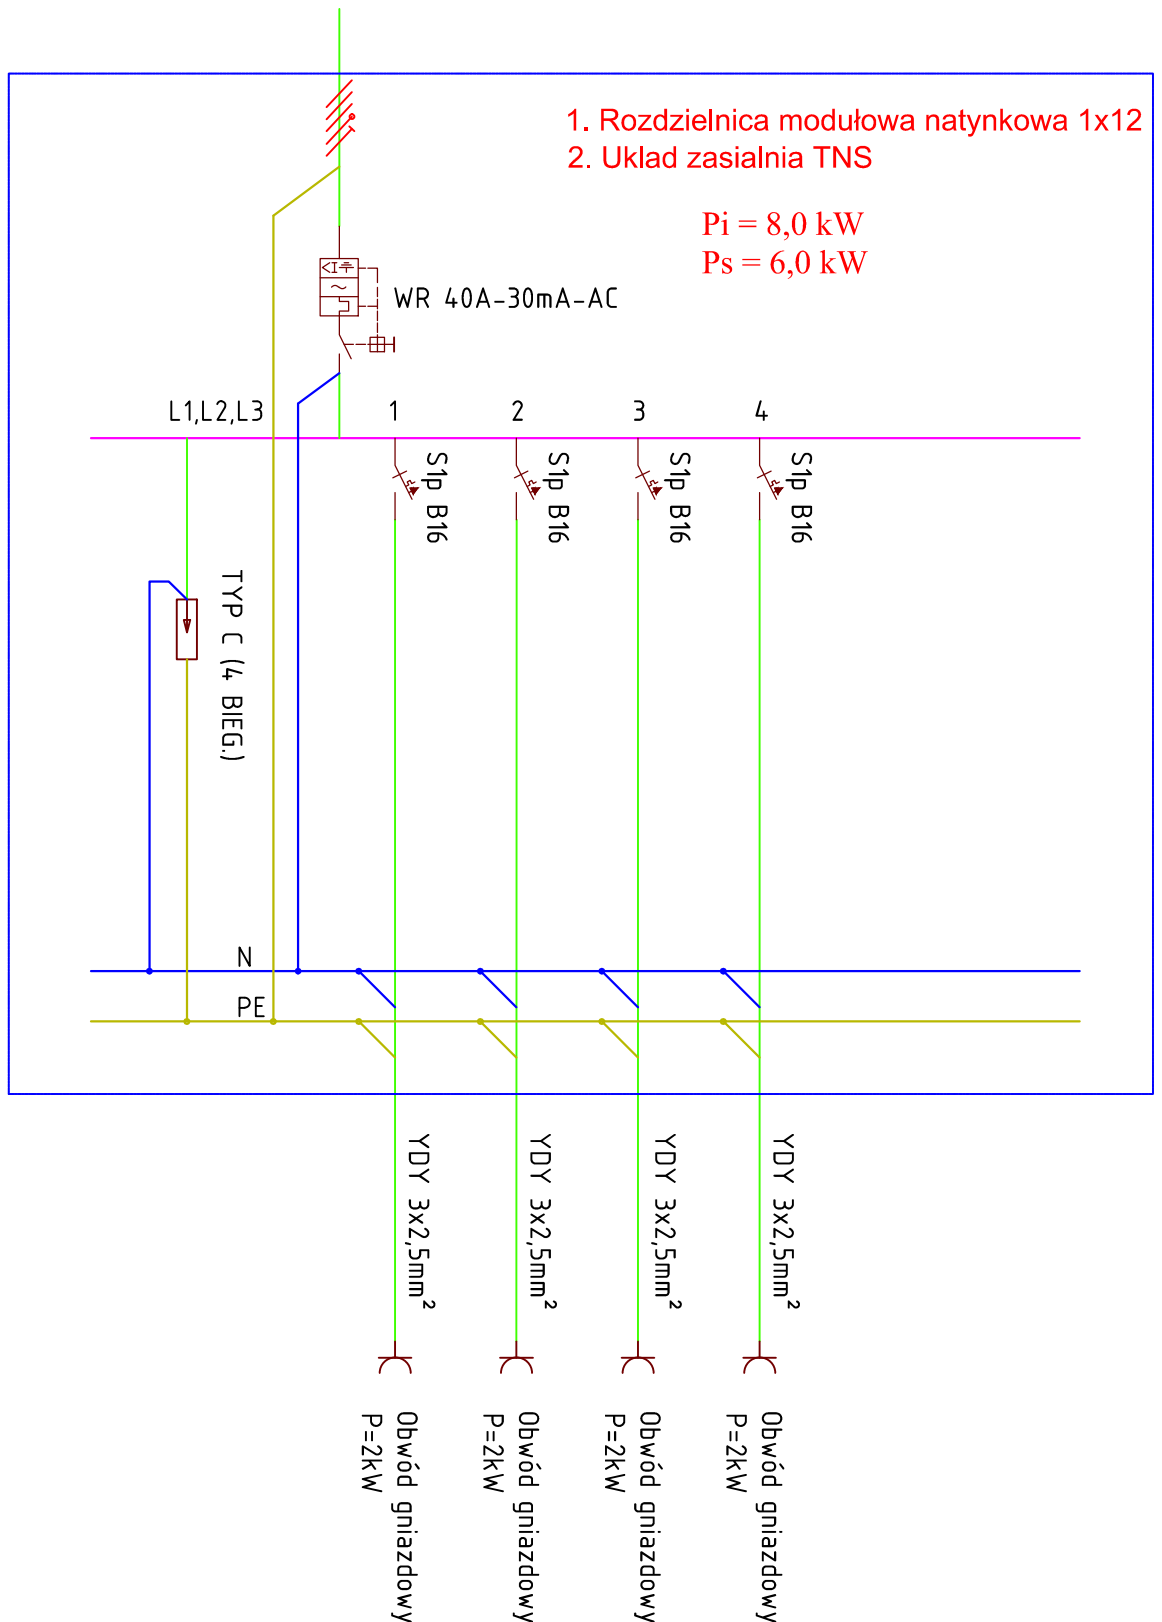 1. Rozdzielnica modułowa natynkowa 1x12
2. Uklad zasialnia TNS
Pi = 8,0 kW
Ps = 6,0 kW
WR 40A-30mA-AC
L1,L2,L3
1
2
3
4
S1p B16
S1p B16
S1p B16
S1p B16
TYP C (4 BIEG.)
N
PE
YDY 3x2,5mm²
YDY 3x2,5mm²
YDY 3x2,5mm²
YDY 3x2,5mm²
Obwód gniazdowy
P=2kW
Obwód gniazdowy
P=2kW
Obwód gniazdowy
P=2kW
Obwód gniazdowy
P=2kW